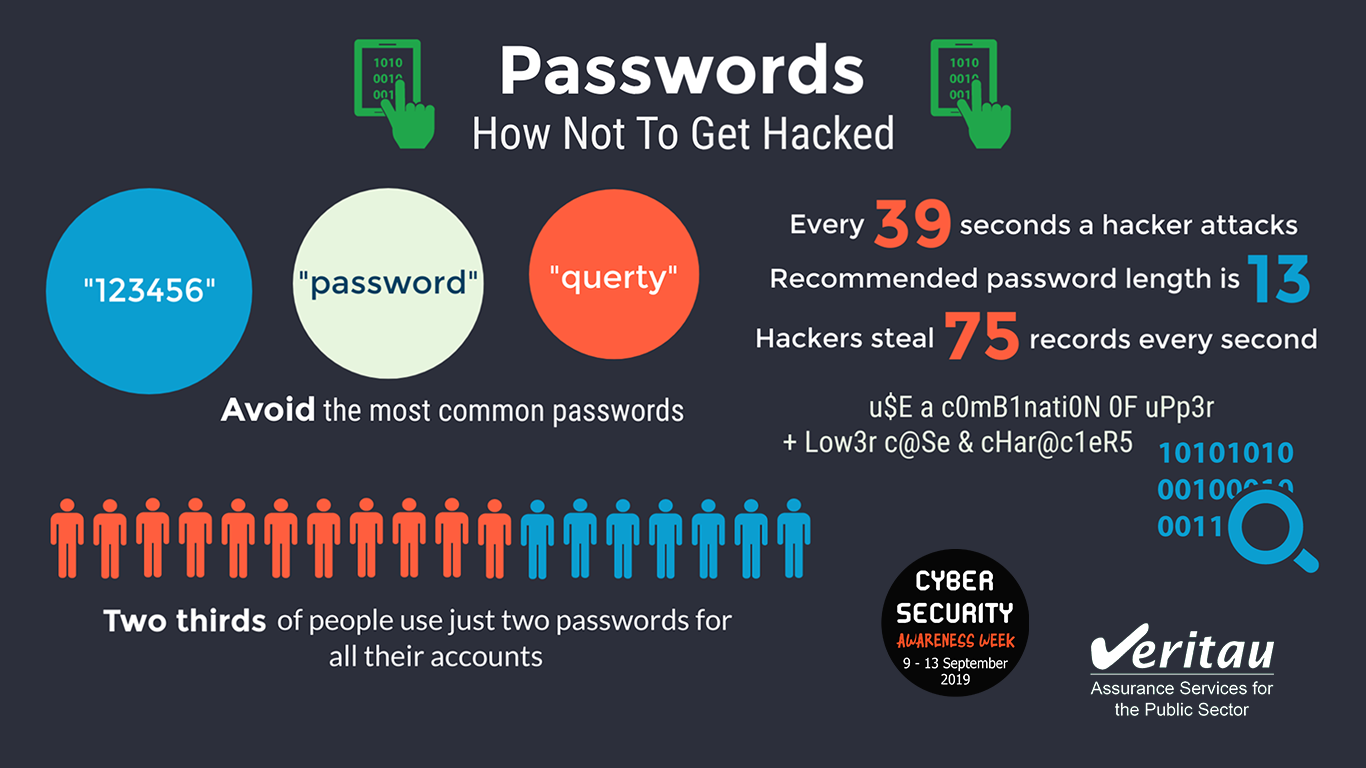 Passwords
How Not To Get Hacked
1010
0010
001
1010
0010
001
"123456"
"password"
"querty"
Avoid the most common passwords
Every 39 seconds a hacker attacks
Recommended password length is 13
Hackers steal 75 records every second
u$E a c0mB1nati0N 0F uPp3r
+ Low3r c@Se & cHar@c1eR5
10101010
00100010
0011
Two thirds of people use just two passwords for
all their accounts
CYBER
SECURITY
AWARENESS WEEK
9 - 13 September
2019
Veritau
Assurance Services for
the Public Sector